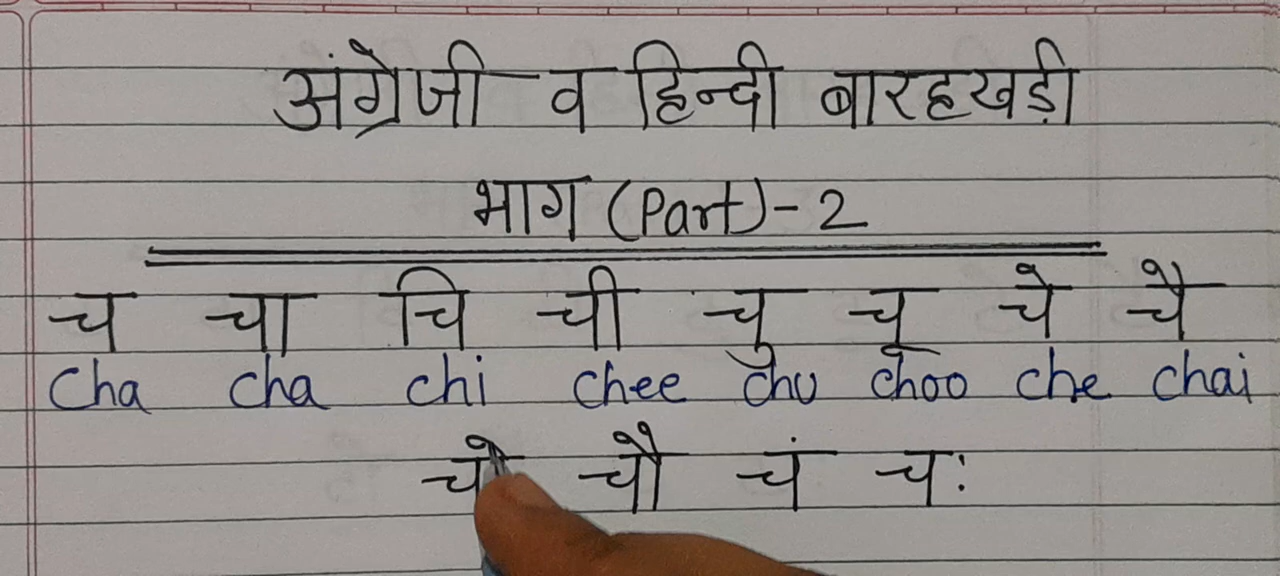 अंग्रेजी व हिन्दी बारहखड़ी
भाग (Part) - 2
च चा चि ची चु चू चे चै
Cha cha chi chee chu choo che chai
चौ चं चः